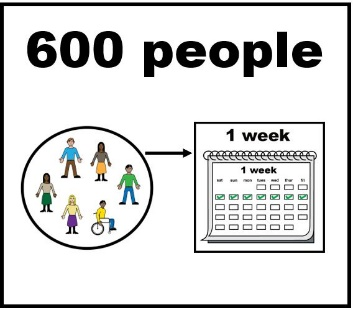 600 people
1 week
1 week
sat sun mon tues wed thur fri